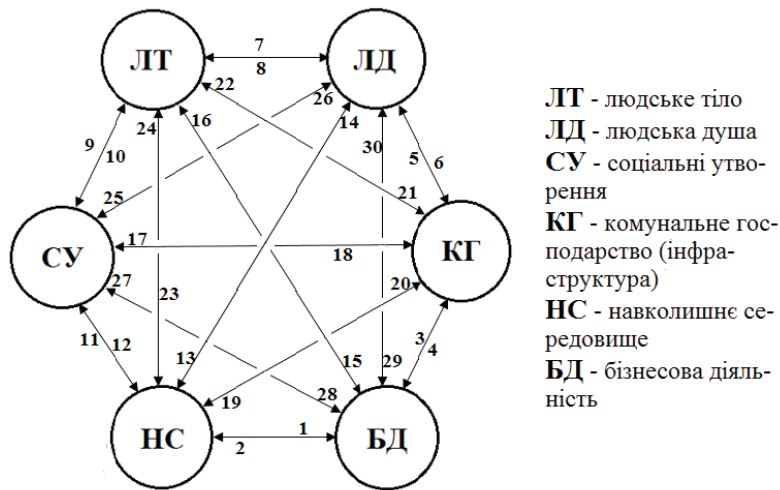 ЛТ
7
8
ЛД
22
26
9
10
24
16
14
30
5
6
25
21
СУ
17
18
КГ
27
23
20
11
12
13
15
29
3
4
19
28
НС
1
2
БД
ЛТ - людське тіло
ЛД - людська душа
СУ - соціальні утво-
рення
КГ - комунальне гос-
подарство (інфра-
структура)
НС - навколишнє се-
редовище
БД - бізнесова діяль-
ність